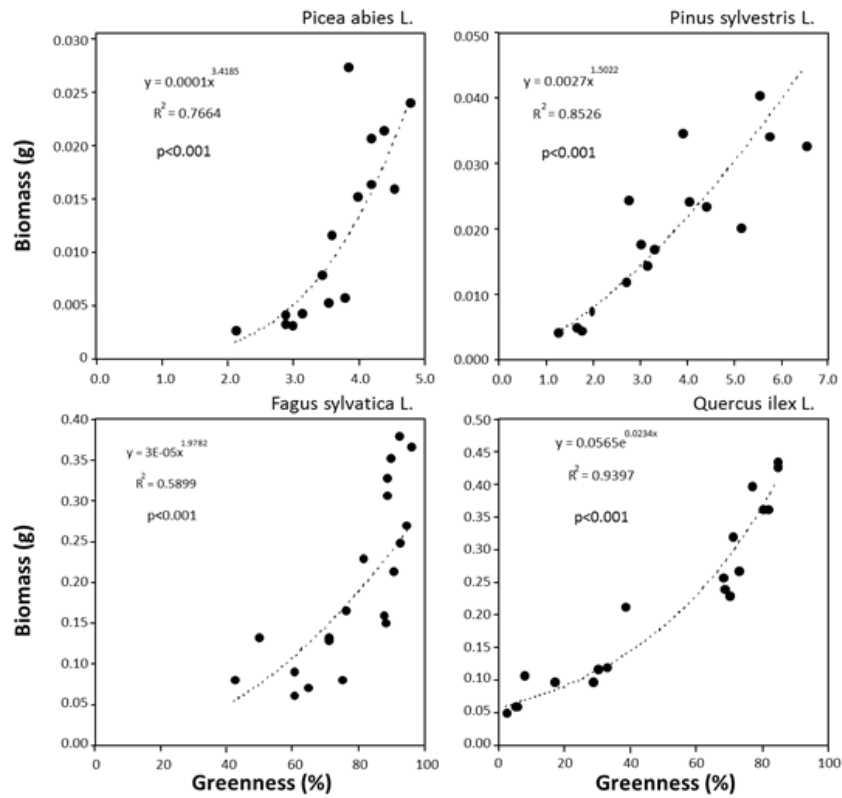 Picea abies L.
y = 0.0001x^3.4185
R² = 0.7664
p<0.001
Biomass (g)
0.030
0.025
0.020
0.015
0.010
0.005
0
0.0 1.0 2.0 3.0 4.0 5.0
Pinus sylvestris L.
y = 0.0027x^1.5022
R² = 0.8526
p<0.001
0.050
0.040
0.030
0.020
0.010
0.000
0.0 1.0 2.0 3.0 4.0 5.0 6.0 7.0
Fagus sylvatica L.
y = 3E-05x^1.9782
R² = 0.5899
p<0.001
Biomass (g)
0.40
0.35
0.30
0.25
0.20
0.15
0.10
0.05
0.00
0 20 40 60 80 100
Greenness (%)
Quercus ilex L.
y = 0.0565e^0.0234x
R² = 0.9397
p<0.001
0.50
0.45
0.40
0.35
0.30
0.25
0.20
0.15
0.10
0.05
0.00
0 20 40 60 80 100
Greenness (%)